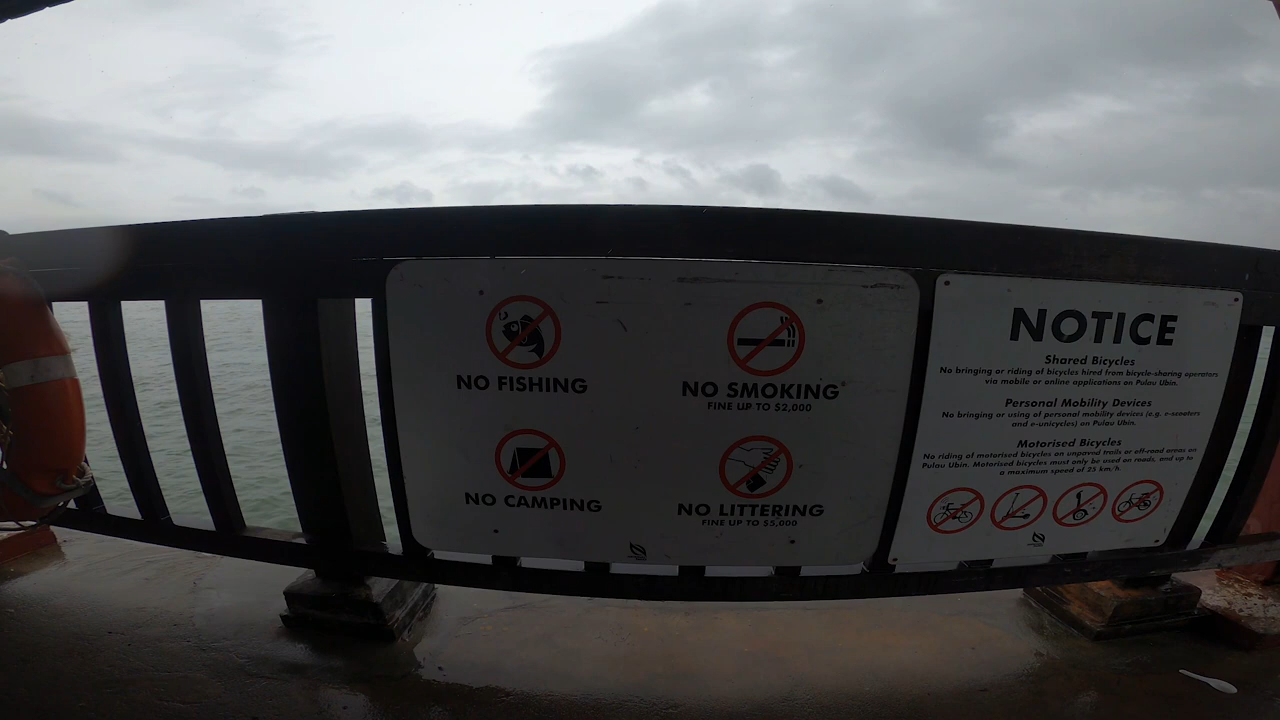 NO FISHING
NO SMOKING
FINE UP TO $2,000
NO CAMPING
NO LITTERING
FINE UP TO $5,000
NOTICE
Shared Bicycles
No bringing or riding of bicycles hired from bicycle-sharing operators
via mobile or online applications on Pulau Ubin.
Personal Mobility Devices
No bringing or using of personal mobility devices (e.g. e-scooters
and e-unicycles) on Pulau Ubin.
Motorised Bicycles
No riding of motorised bicycles on unpaved trails or off-road areas on
Pulau Ubin. Motorised bicycles must only be used on roads, and up to
a maximum speed of 25 km/h.